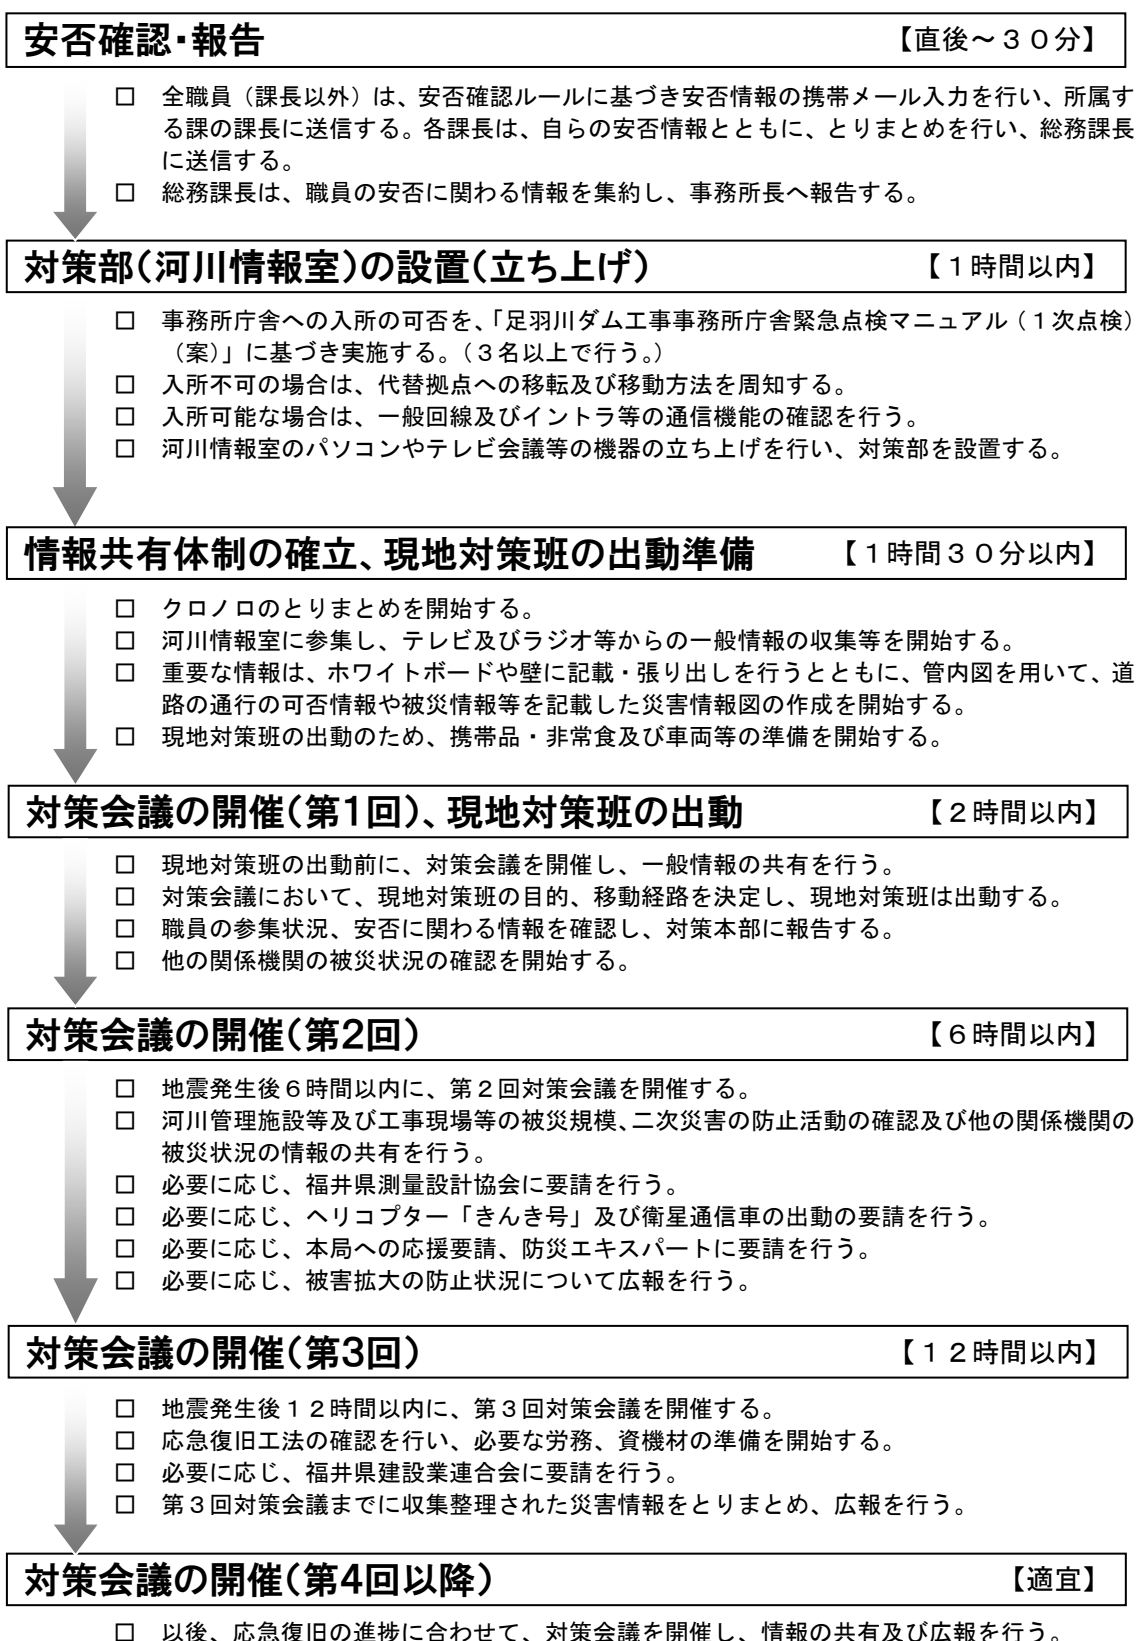 安否確認・報告 【直後～３０分】
□ 全職員（課長以外）は、安否確認ルールに基づき安否情報の携帯メール入力を行い、所属す
る課の課長に送信する。各課長は、自らの安否情報とともに、とりまとめを行い、総務課長
に送信する。
□ 総務課長は、職員の安否に関わる情報を集約し、事務所長へ報告する。
対策部（河川情報室）の設置（立ち上げ） 【１時間以内】
□ 事務所庁舎への入所の可否を、「足羽川ダム工事事務所庁舎緊急点検マニュアル（１次点検）
（案）」に基づき実施する。（３名以上で行う。）
□ 入所不可の場合は、代替拠点への移転及び移動方法を周知する。
□ 入所可能な場合は、一般回線及びイントラ等の通信機能の確認を行う。
□ 河川情報室のパソコンやテレビ会議等の機器の立ち上げを行い、対策部を設置する。
情報共有体制の確立、現地対策班の出動準備 【１時間３０分以内】
□ クロノロのとりまとめを開始する。
□ 河川情報室に参集し、テレビ及びラジオ等からの一般情報の収集等を開始する。
□ 重要な情報は、ホワイトボードや壁に記載・張り出しを行うとともに、管内図を用いて、道
路の通行の可否情報や被災情報等を記載した災害情報図の作成を開始する。
□ 現地対策班の出動のため、携帯品・非常食及び車両等の準備を開始する。
対策会議の開催（第1回）、現地対策班の出動 【２時間以内】
□ 現地対策班の出動前に、対策会議を開催し、一般情報の共有を行う。
□ 対策会議において、現地対策班の目的、移動経路を決定し、現地対策班は出動する。
□ 職員の参集状況、安否に関わる情報を確認し、対策本部に報告する。
□ 他の関係機関の被災状況の確認を開始する。
対策会議の開催（第2回） 【６時間以内】
□ 地震発生後６時間以内に、第２回対策会議を開催する。
□ 河川管理施設等及び工事現場等の被災規模、二次災害の防止活動の確認及び他の関係機関の
被災状況の情報の共有を行う。
□ 必要に応じ、福井県測量設計協会に要請を行う。
□ 必要に応じ、ヘリコプター「きんき号」及び衛星通信車の出動の要請を行う。
□ 必要に応じ、本局への応援要請、防災エキスパートに要請を行う。
□ 必要に応じ、被害拡大の防止状況について広報を行う。
対策会議の開催（第3回） 【１２時間以内】
□ 地震発生後１２時間以内に、第３回対策会議を開催する。
□ 応急復旧工法の確認を行い、必要な労務、資機材の準備を開始する。
□ 必要に応じ、福井県建設業連合会に要請を行う。
□ 第３回対策会議までに収集整理された災害情報をとりまとめ、広報を行う。
対策会議の開催（第4回以降） 【適宜】
□ 以後、応急復旧の進捗に合わせて、対策会議を開催し、情報の共有及び広報を行う。